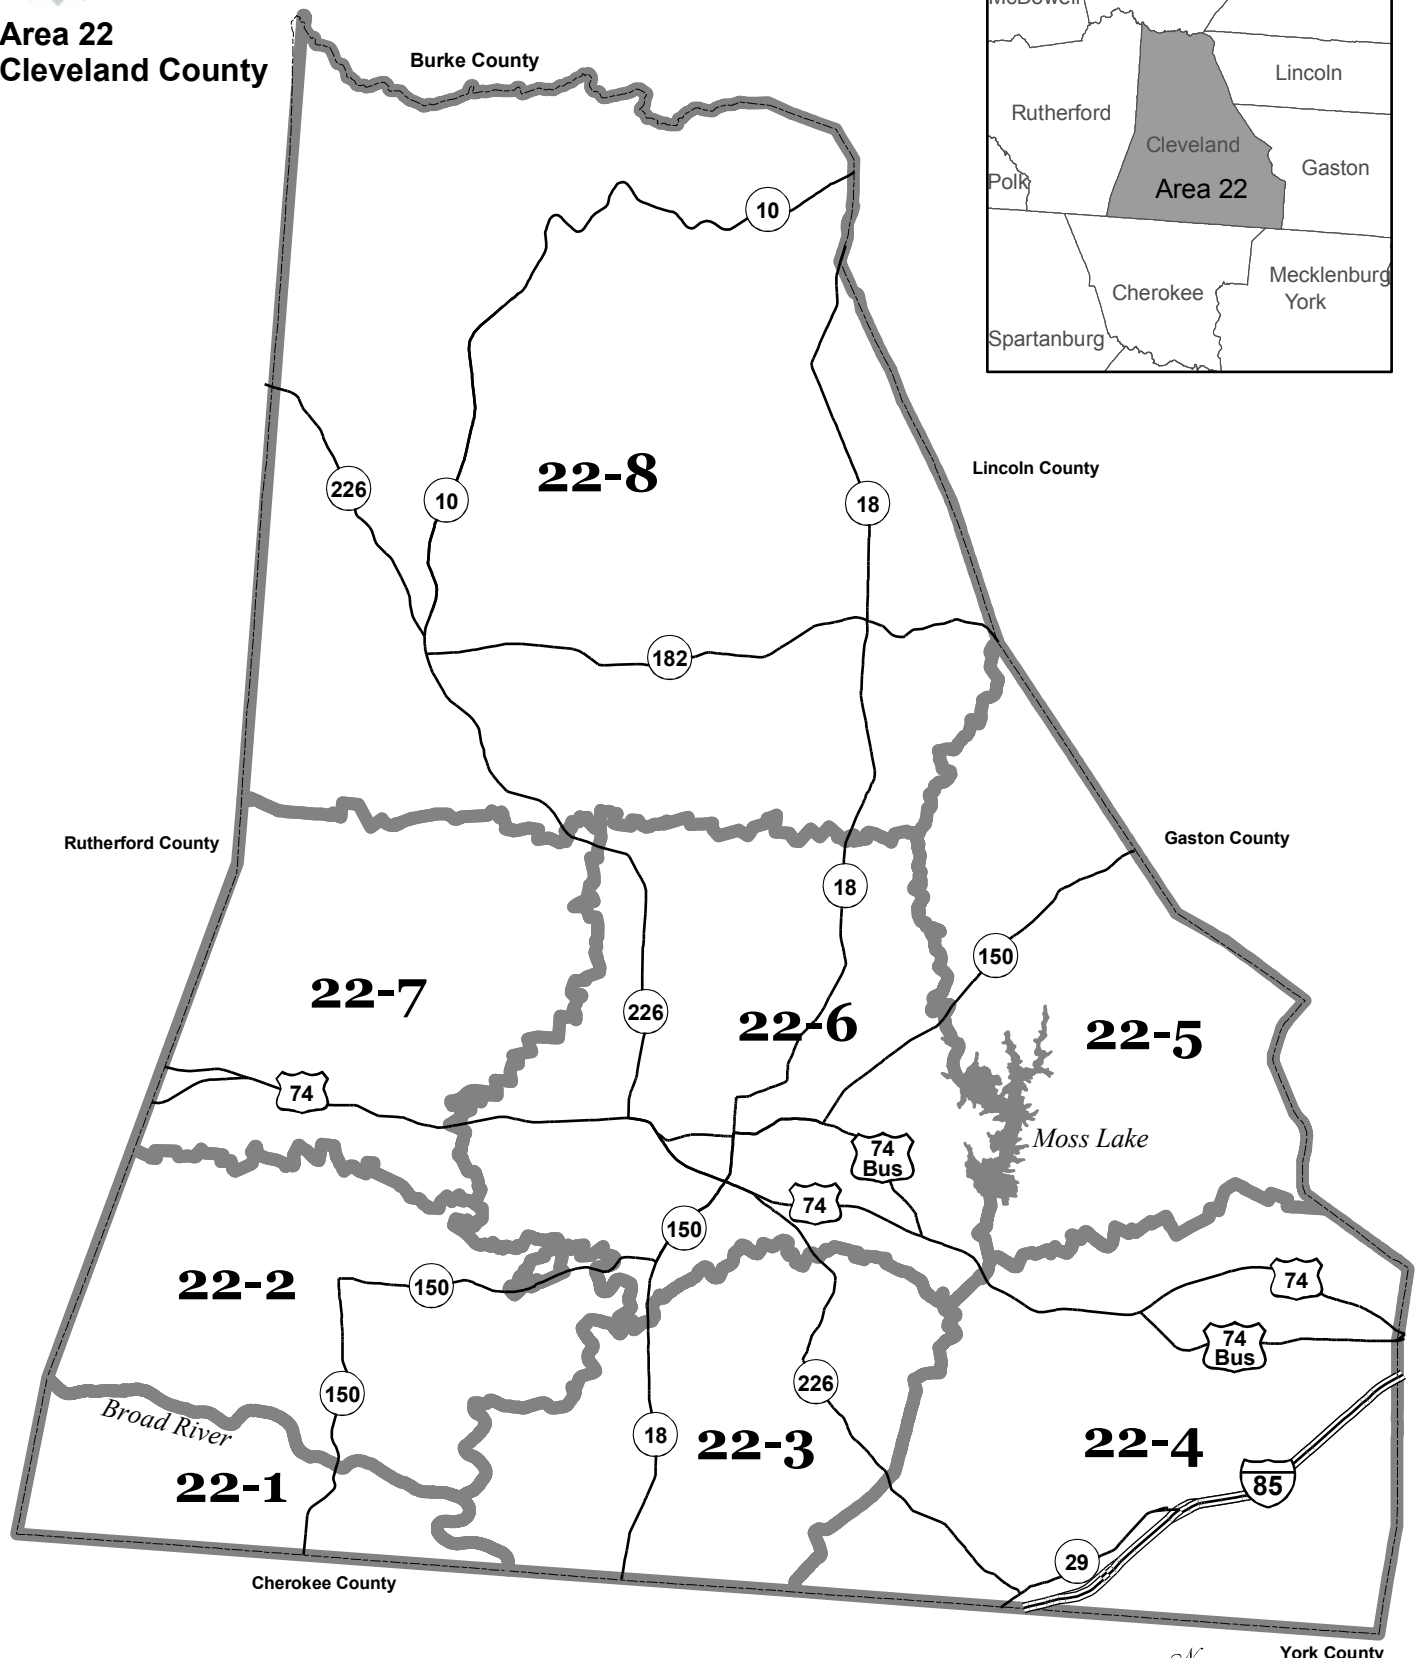 Area 22
Cleveland County
Burke County
McDowell
Lincoln
Rutherford
Cleveland
Gaston
Polk
Area 22
Cherokee
Mecklenburg
York
Spartanburg
10
Lincoln County
22-8
226
10
18
182
Rutherford County
Gaston County
18
150
22-7
226
22-6
22-5
74
Moss Lake
74
Bus
74
150
22-2
150
74
74
Bus
150
226
Broad River
18
22-3
22-4
22-1
85
29
Cherokee County
York County